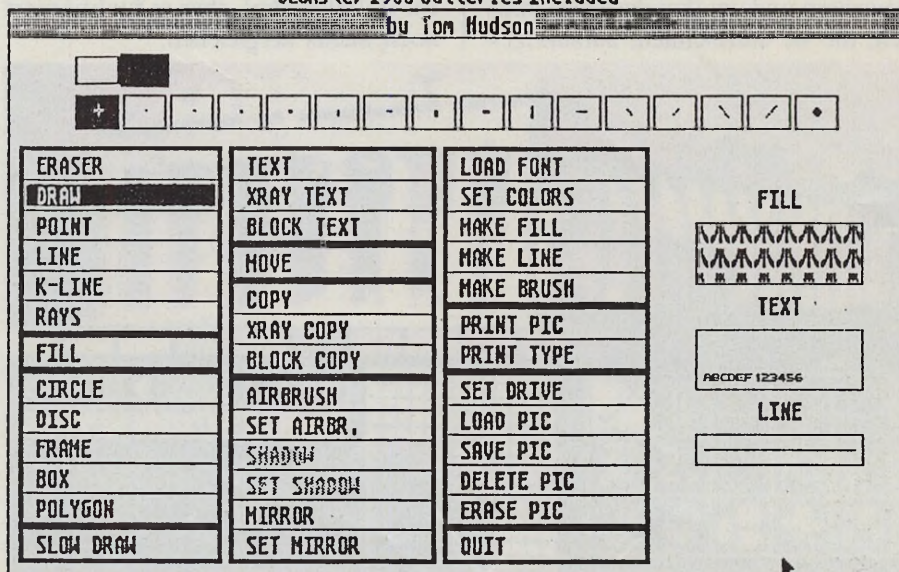 1986 Batteries Included
by Tom Hudson
ERASER
DRAW
POINT
LINE
K-LINE
RAYS
FILL
CIRCLE
DISC
FRAME
BOX
POLYGON
SLOW DRAW
TEXT
XRAY TEXT
BLOCK TEXT
MOVE
COPY
XRAY COPY
BLOCK COPY
AIRBRUSH
SET AIRBR.
SHADOW
SET SHADOW
MIRROR
SET MIRROR
LOAD FONT
SET COLORS
MAKE FILL
MAKE LINE
MAKE BRUSH
PRINT PIC
PRINT TYPE
SET DRIVE
LOAD PIC
SAVE PIC
DELETE PIC
ERASE PIC
QUIT
FILL
TEXT
ABCDEF 123456
LINE